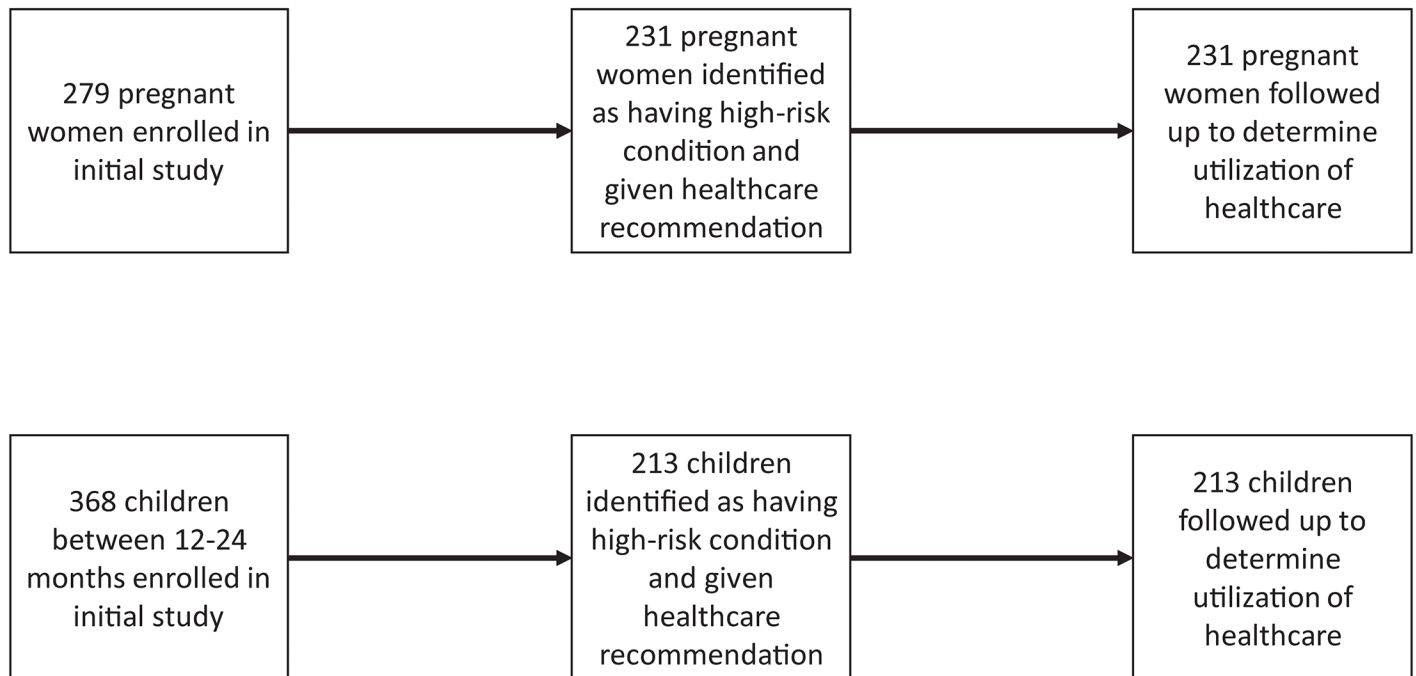 279 pregnant
women enrolled in
initial study
231 pregnant
women identified
as having high-risk
condition and
given healthcare
recommendation
231 pregnant
women followed
up to determine
utilization of
healthcare
368 children
between 12-24
months enrolled in
initial study
213 children
identified as having
high-risk condition
and given
healthcare
recommendation
213 children
followed up to
determine
utilization of
healthcare